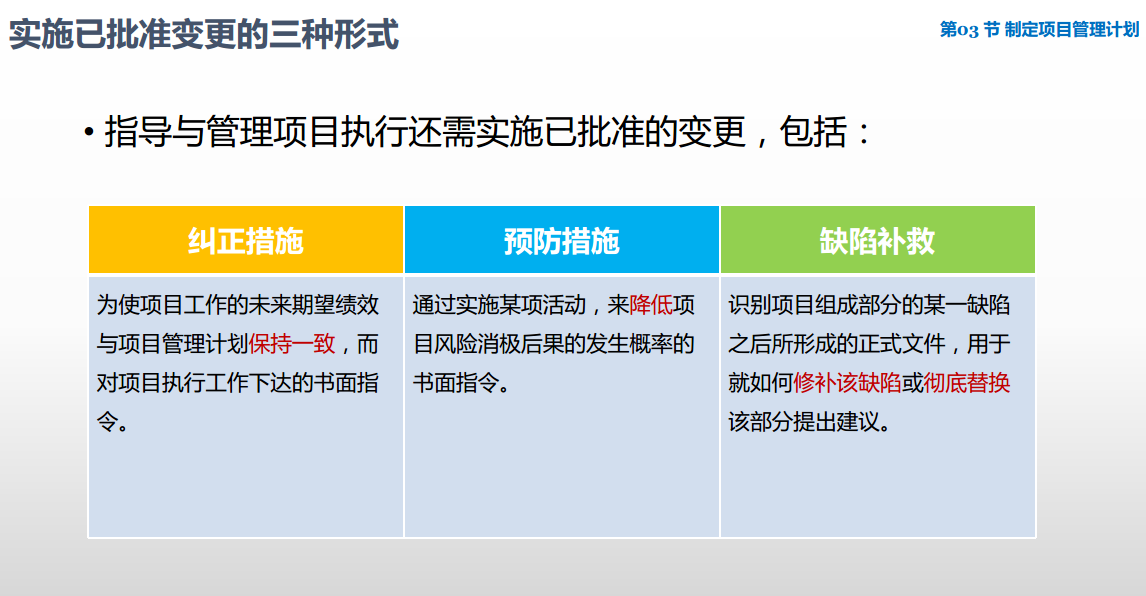 实施已批准变更的三种形式
第03 节 制定项目管理计划
• 指导与管理项目执行还需实施已批准的变更，包括：
纠正措施
预防措施
缺陷补救
为使项目工作的未来期望绩效
与项目管理计划保持一致，而
对项目执行工作下达的书面指
令。
通过实施某项活动，来降低项
目风险消极后果的发生概率的
书面指令。
识别项目组成部分的某一缺陷
之后所形成的正式文件，用于
就如何修补该缺陷或彻底替换
该部分提出建议。